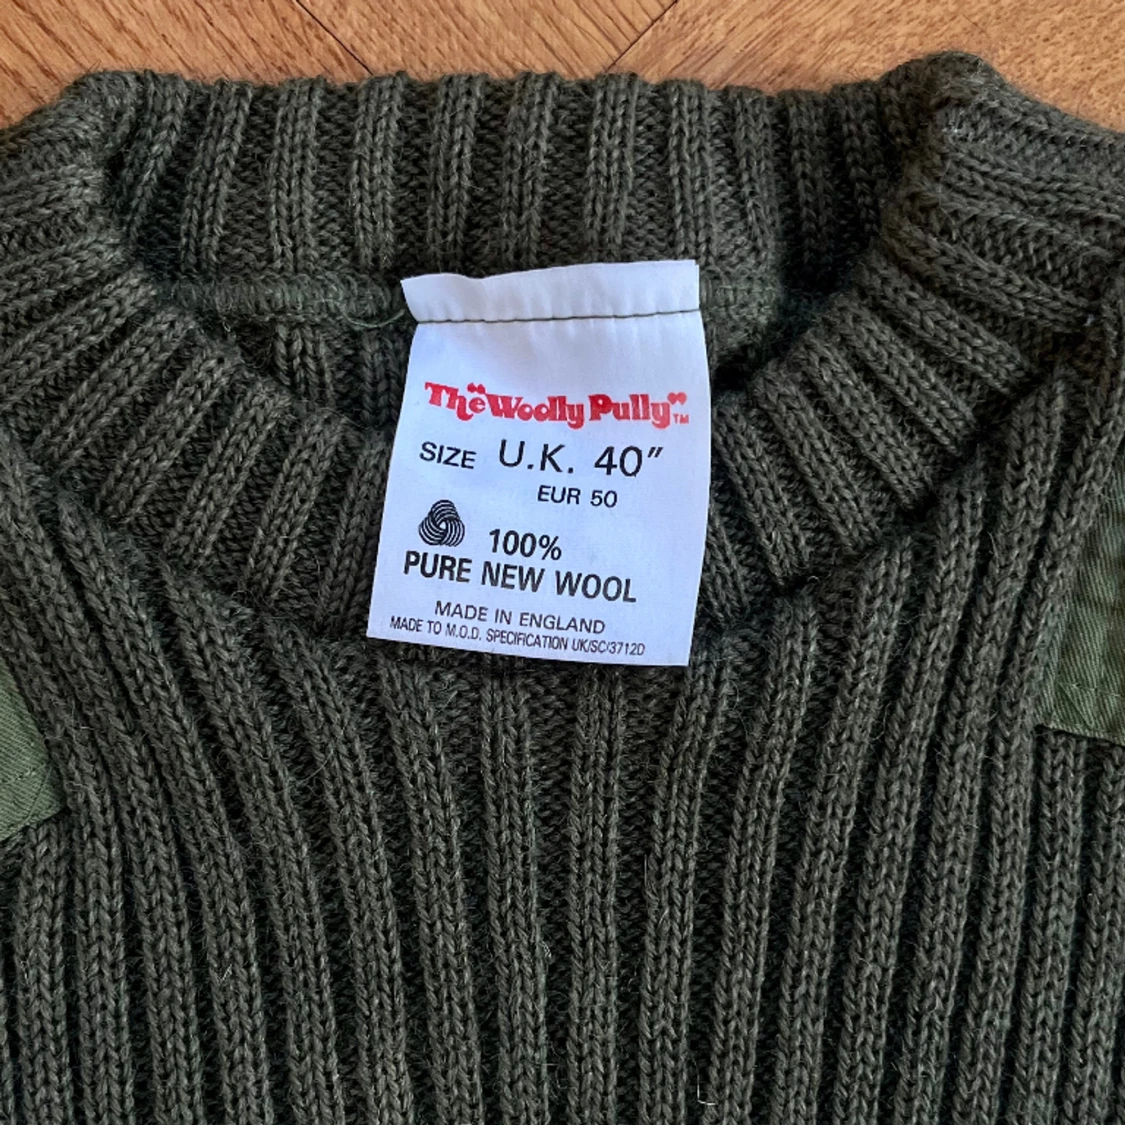 The Woolly Pully™
SIZE U.K. 40"
EUR 50
100%
PURE NEW WOOL
MADE IN ENGLAND
MADE TO M.O.D. SPECIFICATION UK/SC/3712D